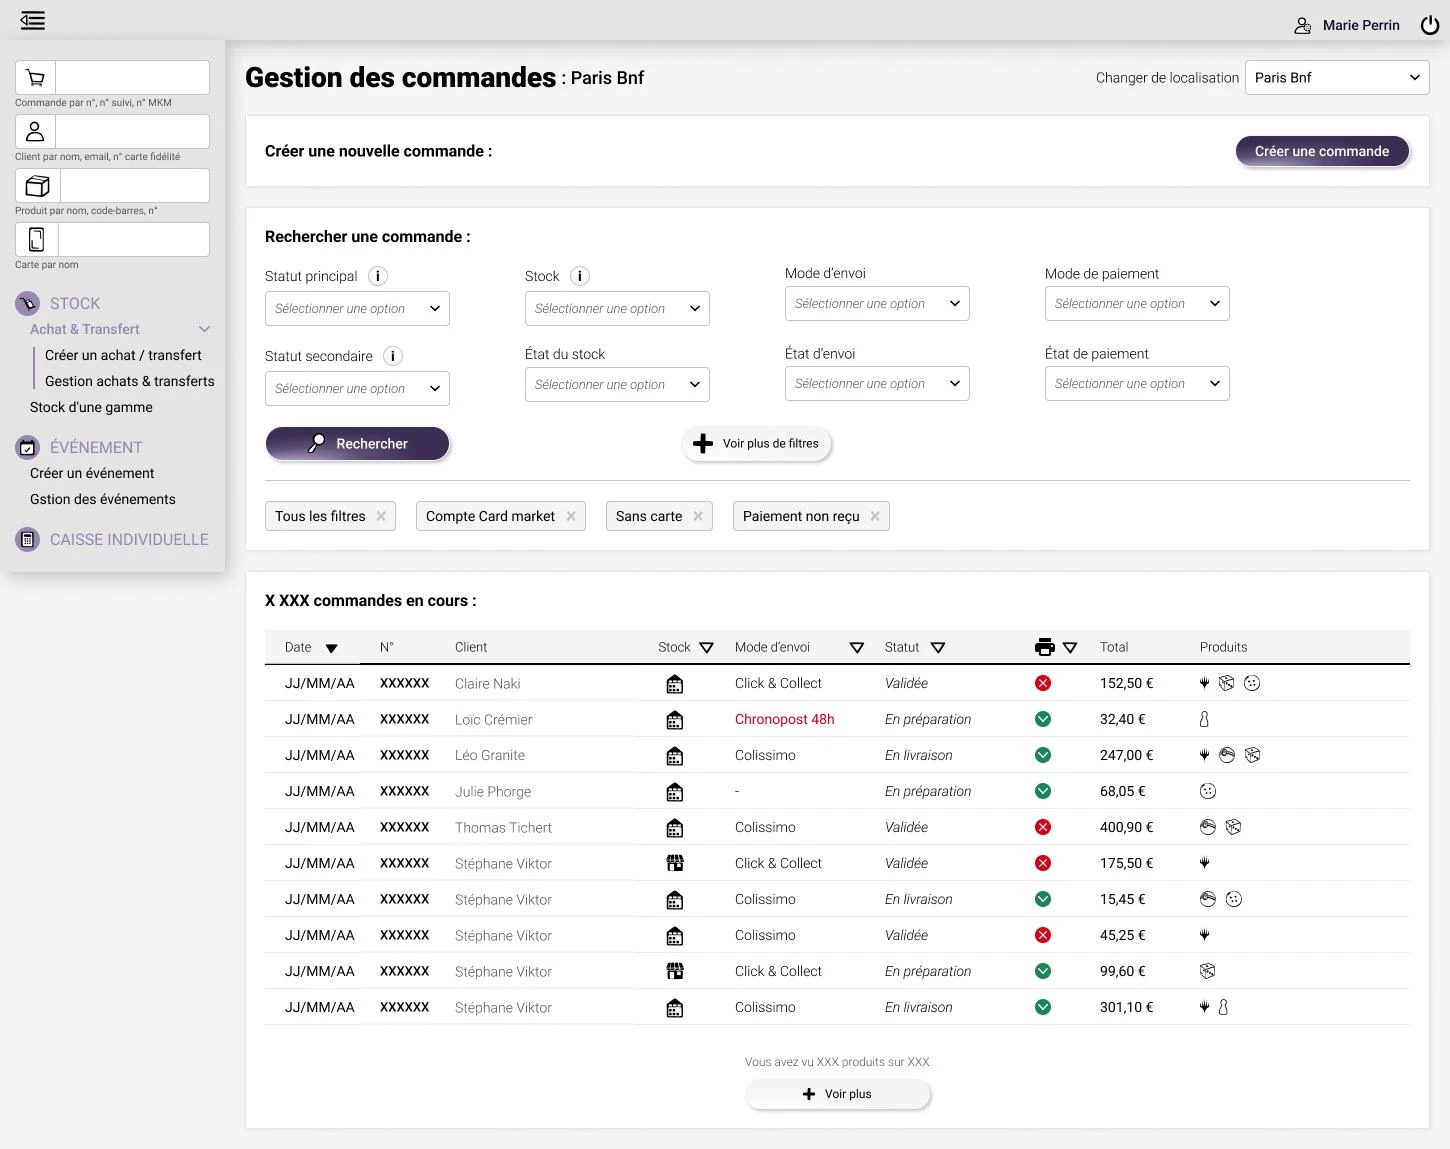 Marie Perrin
Commande par n°, n° suivi, n° MKM
Client par nom, email, n° carte fidélité
Produit par nom, code-barres, n°
Carte par nom
STOCK
Achat & Transfert
Créer un achat / transfert
Gestion achats & transferts
Stock d'une gamme
ÉVÉNEMENT
Créer un événement
Gstion des événements
CAISSE INDIVIDUELLE
Gestion des commandes : Paris Bnf
Changer de localisation Paris Bnf
Créer une nouvelle commande :
Créer une commande
Rechercher une commande :
Statut principal i Stock i Mode d’envoi Mode de paiement
Sélectionner une option Sélectionner une option Sélectionner une option Sélectionner une option
Statut secondaire i État du stock État d’envoi État de paiement
Sélectionner une option Sélectionner une option Sélectionner une option Sélectionner une option
Rechercher Voir plus de filtres
Tous les filtres Compte Card market Sans carte Paiement non reçu
X XXX commandes en cours :
Date N° Client Stock Mode d’envoi Statut Total Produits
JJ/MM/AA XXXXXX Claire Naki Click & Collect Validée 152,50 €
JJ/MM/AA XXXXXX Loïc Crémier Chronopost 48h En préparation 32,40 €
JJ/MM/AA XXXXXX Léo Granite Colissimo En livraison 247,00 €
JJ/MM/AA XXXXXX Julie Phorge - En préparation 68,05 €
JJ/MM/AA XXXXXX Thomas Tichert Colissimo Validée 400,90 €
JJ/MM/AA XXXXXX Stéphane Viktor Click & Collect Validée 175,50 €
JJ/MM/AA XXXXXX Stéphane Viktor Colissimo En livraison 15,45 €
JJ/MM/AA XXXXXX Stéphane Viktor Colissimo Validée 45,25 €
JJ/MM/AA XXXXXX Stéphane Viktor Click & Collect En préparation 99,60 €
JJ/MM/AA XXXXXX Stéphane Viktor Colissimo En livraison 301,10 €
Vous avez vu XXX produits sur XXX
Voir plus